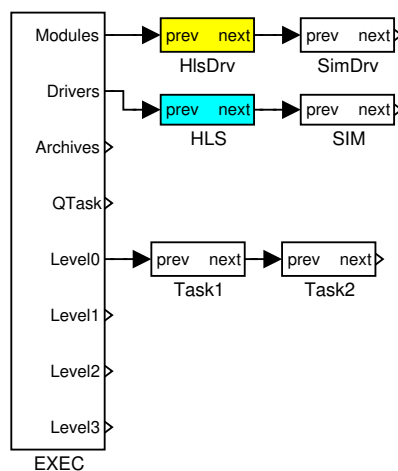 Modules
prev next
prev next
HlsDrv
SimDrv
Drivers
prev next
prev next
HLS
SIM
Archives
QTask
Level0
prev next
prev next
Task1
Task2
Level1
Level2
Level3
EXEC